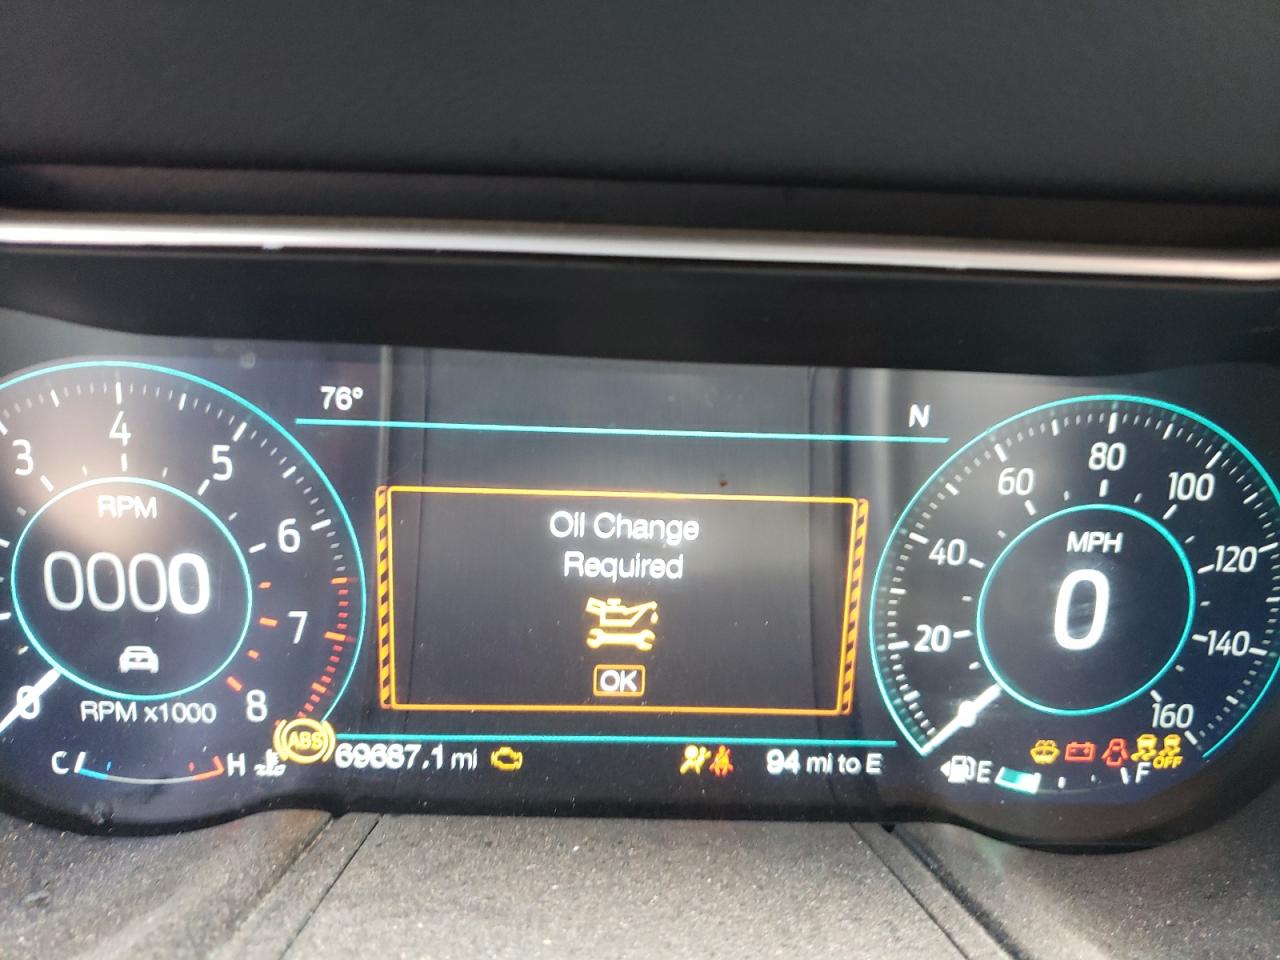 76° N
3 4 5 6 7 8
RPM
0000
0
RPM x1000
C H
ABS
69687.1 mi
Oil Change
Required
OK
94 mi to E
20 40 60 80 100 120 140 160
MPH
0
E F
OFF